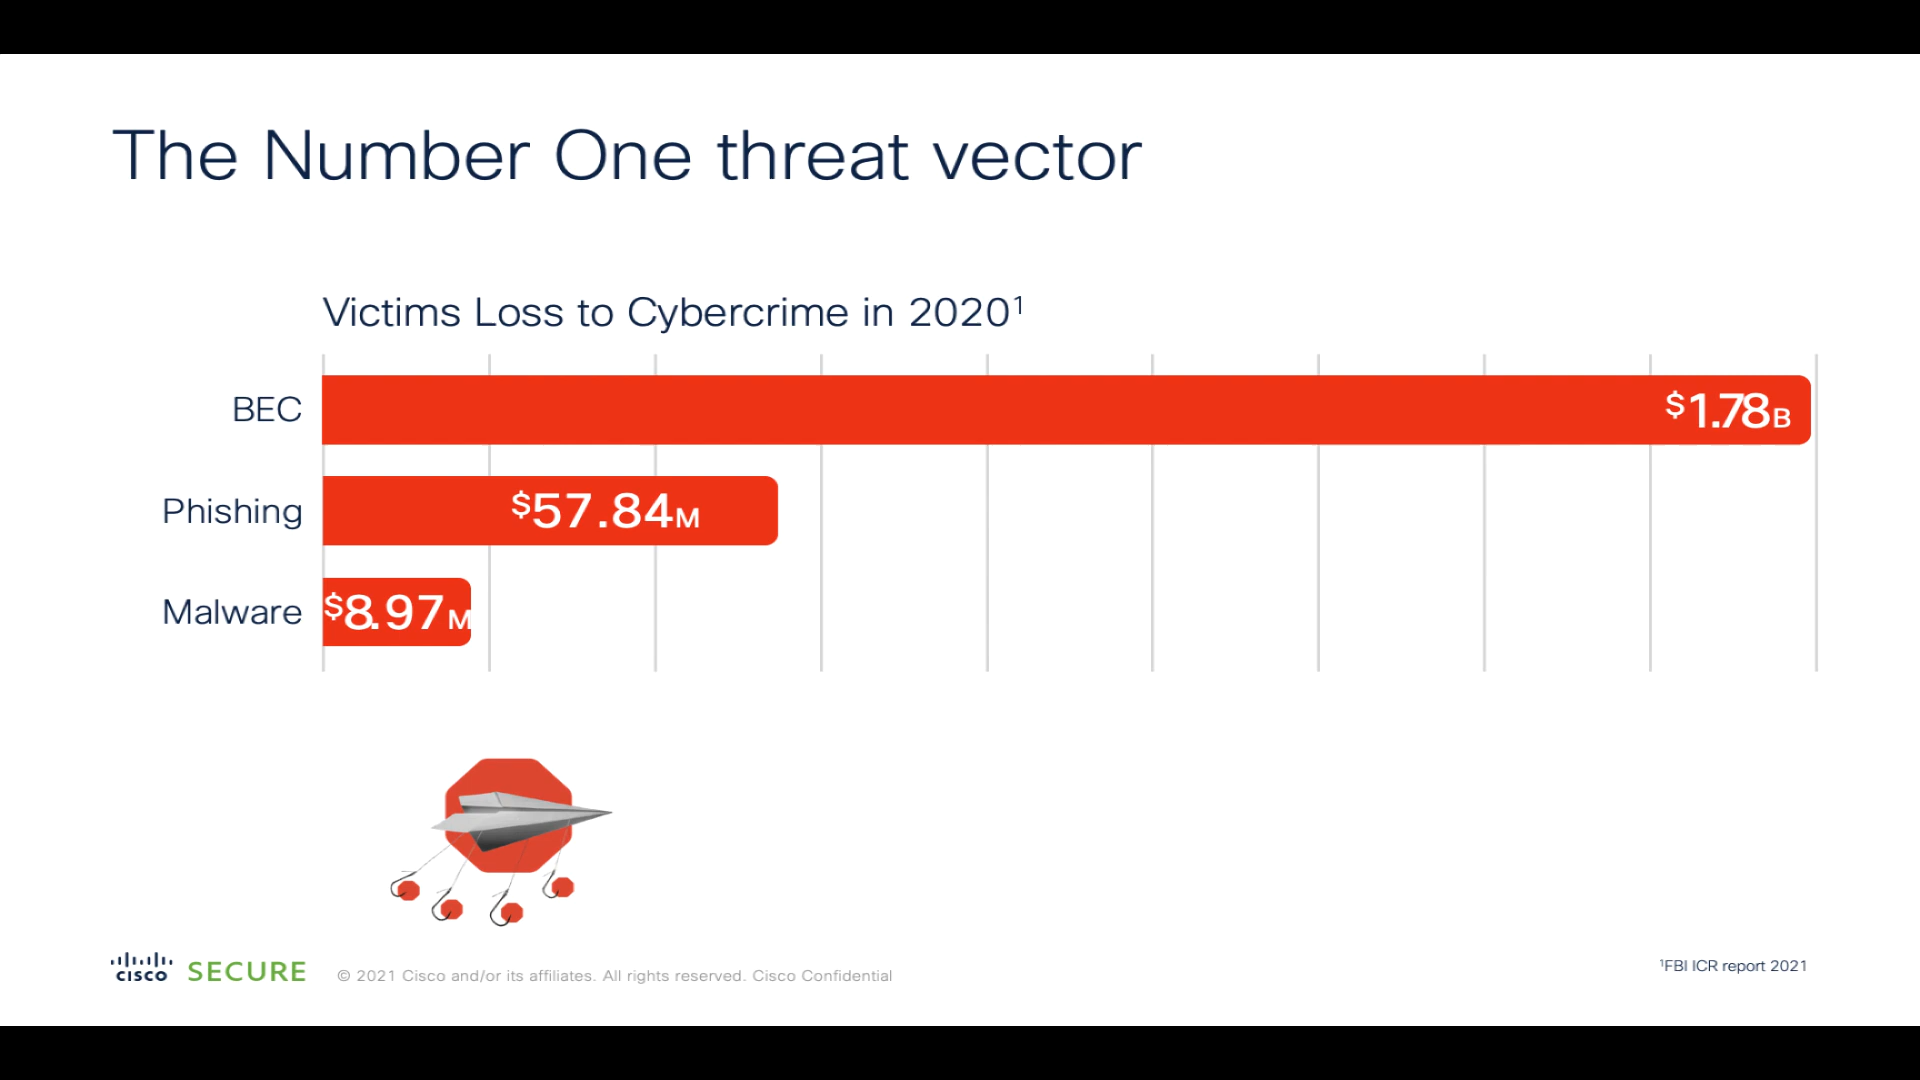 The Number One threat vector
Victims Loss to Cybercrime in 2020¹
BEC $1.78B
Phishing $57.84M
Malware $8.97M
cisco SECURE © 2021 Cisco and/or its affiliates. All rights reserved. Cisco Confidential
¹FBI ICR report 2021